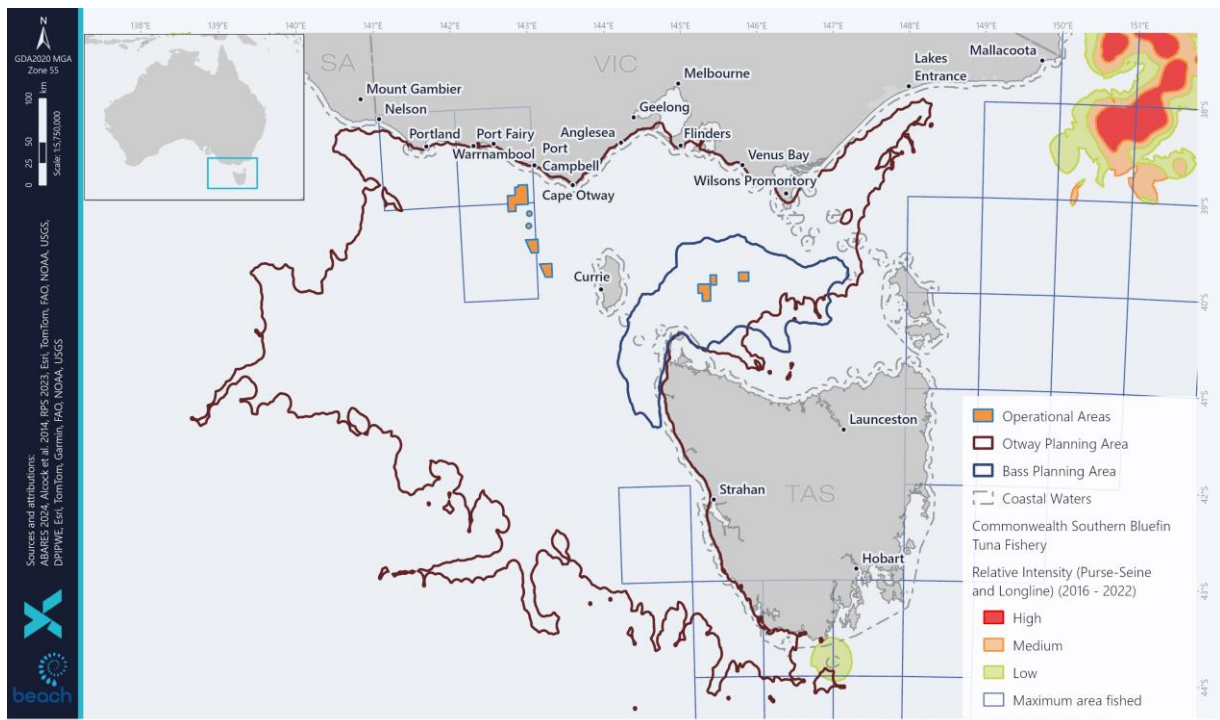 N
GDA2020 MGA
Zone 55
0 25 50 100
km
Scale: 1:5,750,000
Sources and attributions:
ABARES 2024, Alcock et al. 2014, RPS 2023, Esri, TomTom, FAO, NOAA, USGS,
DPIPWE, Esri, TomTom, Garmin, FAO, NOAA, USGS
beach
138°E
139°E
140°E
141°E
142°E
143°E
144°E
145°E
146°E
147°E
148°E
149°E
150°E
151°E
38°S
39°S
40°S
41°S
42°S
43°S
44°S
SA
VIC
TAS
Mallacoota
Lakes
Entrance
Melbourne
Mount Gambier
Nelson
Geelong
Anglesea
Flinders
Portland
Port Fairy
Warrnambool
Port
Campbell
Venus Bay
Cape Otway
Wilsons Promontory
Currie
Launceston
Strahan
Hobart
Operational Areas
Otway Planning Area
Bass Planning Area
Coastal Waters
Commonwealth Southern Bluefin
Tuna Fishery
Relative Intensity (Purse-Seine
and Longline) (2016 - 2022)
High
Medium
Low
Maximum area fished